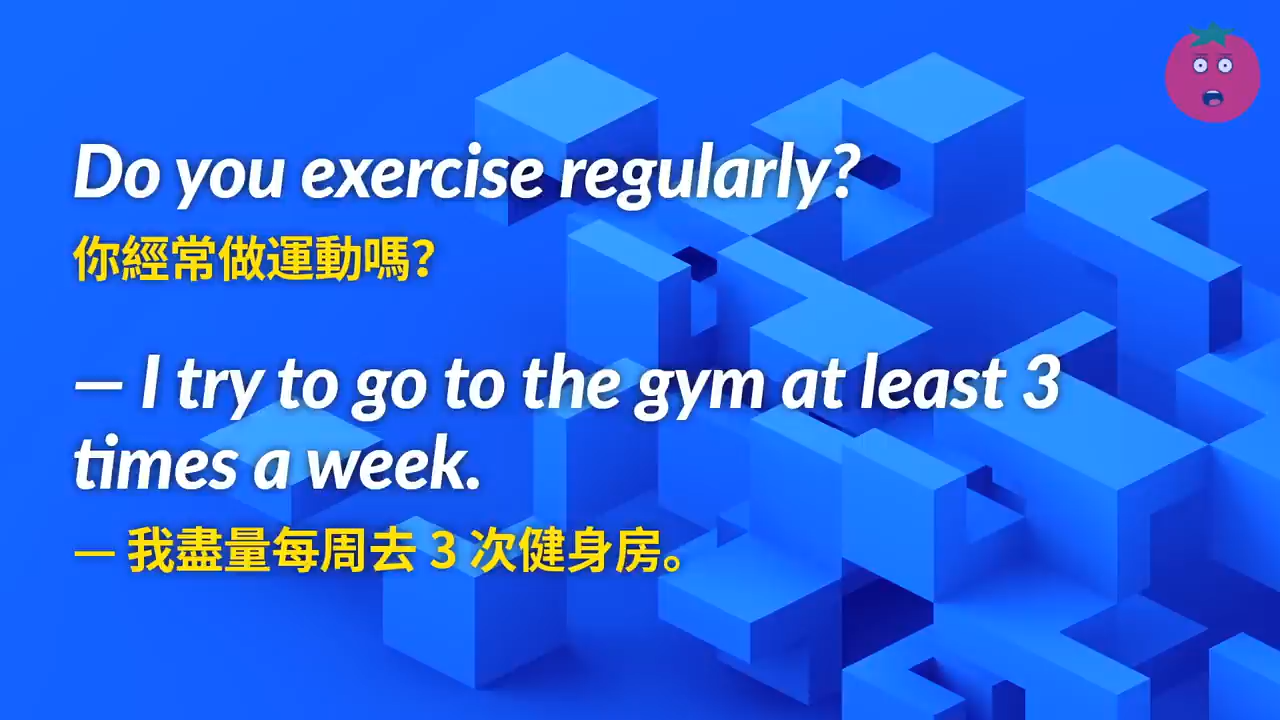 Do you exercise regularly?
你經常做運動嗎?
— I try to go to the gym at least 3
times a week.
— 我盡量每周去 3 次健身房。